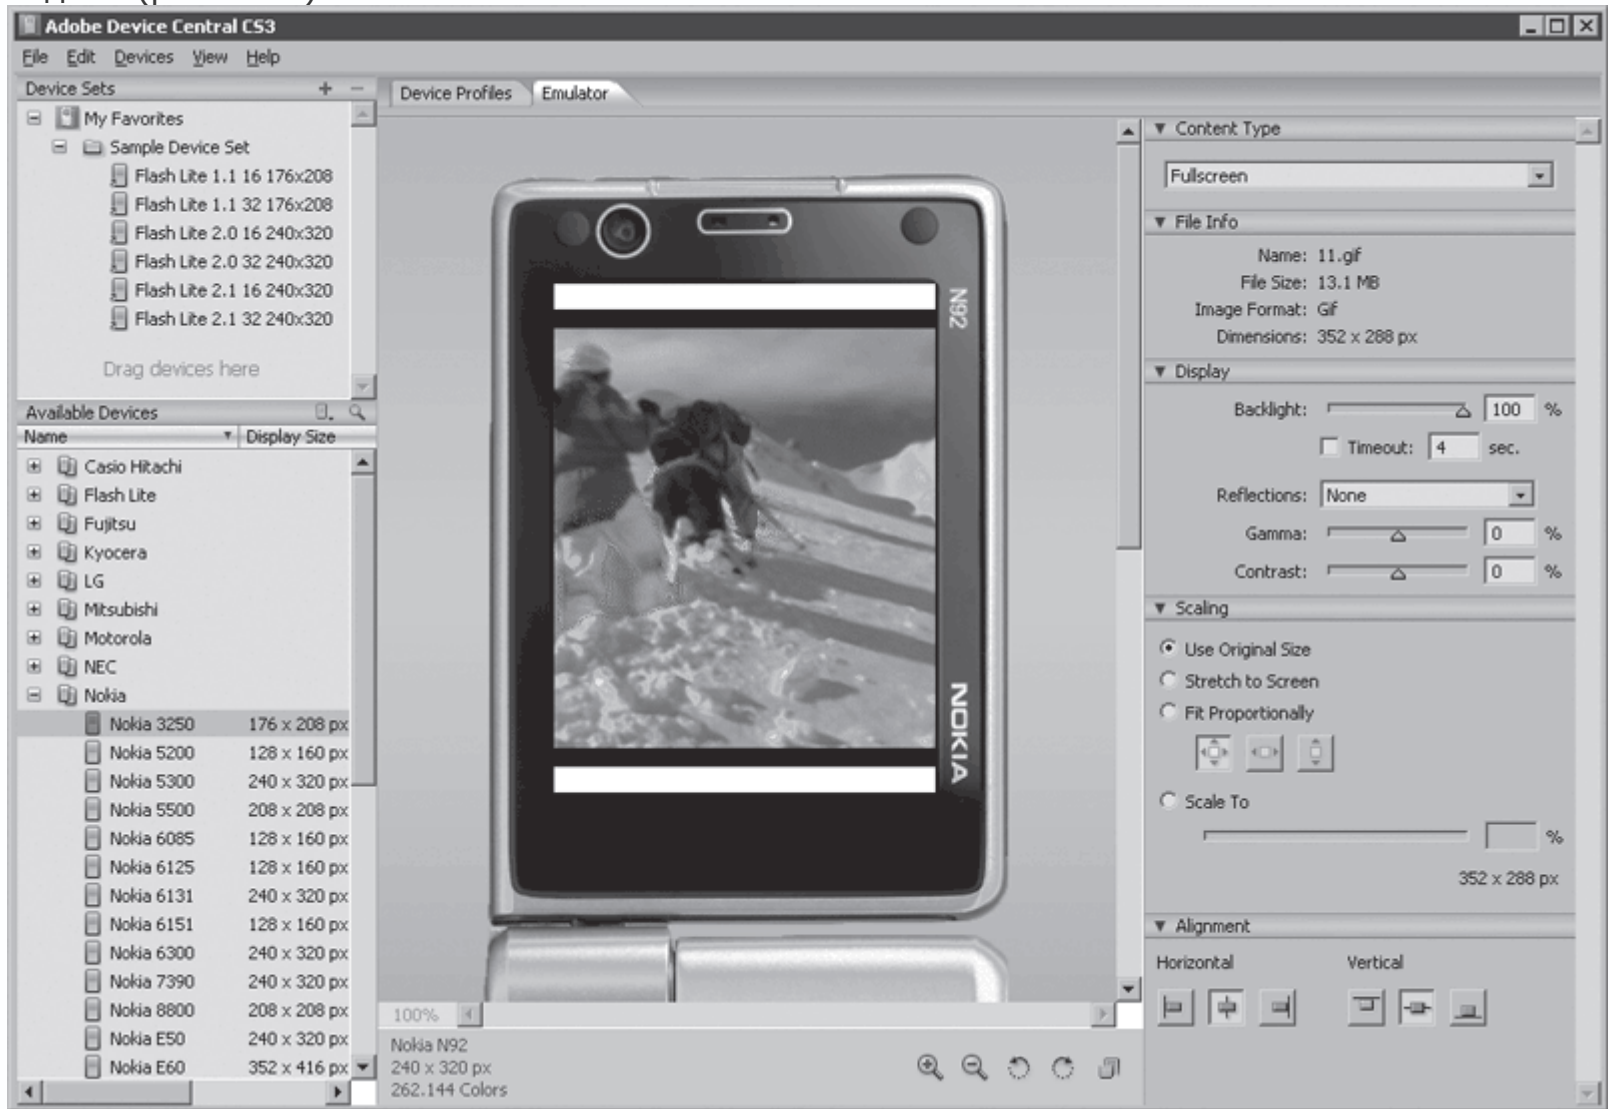 Adobe Device Central CS3
File Edit Devices View Help
Device Sets
My Favorites
Sample Device Set
Flash Lite 1.1 16 176x208
Flash Lite 1.1 32 176x208
Flash Lite 2.0 16 240x320
Flash Lite 2.0 32 240x320
Flash Lite 2.1 16 240x320
Flash Lite 2.1 32 240x320
Drag devices here
Available Devices
Name Display Size
Casio Hitachi
Flash Lite
Fujitsu
Kyocera
LG
Mitsubishi
Motorola
NEC
Nokia
Nokia 3250 176 x 208 px
Nokia 5200 128 x 160 px
Nokia 5300 240 x 320 px
Nokia 5500 208 x 208 px
Nokia 6085 128 x 160 px
Nokia 6125 128 x 160 px
Nokia 6131 240 x 320 px
Nokia 6151 128 x 160 px
Nokia 6300 240 x 320 px
Nokia 7390 240 x 320 px
Nokia 8800 208 x 208 px
Nokia E50 240 x 320 px
Nokia E60 352 x 416 px
Device Profiles Emulator
N92
NOKIA
100%
Nokia N92
240 x 320 px
262.144 Colors
Content Type
Fullscreen
File Info
Name: 11.gif
File Size: 13.1 MB
Image Format: Gif
Dimensions: 352 x 288 px
Display
Backlight: 100 %
Timeout: 4 sec.
Reflections: None
Gamma: 0 %
Contrast: 0 %
Scaling
Use Original Size
Stretch to Screen
Fit Proportionally
Scale To
%
352 x 288 px
Alignment
Horizontal Vertical